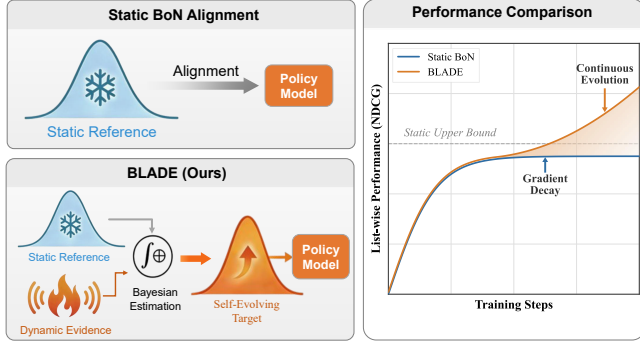 Static BoN Alignment
Alignment
Policy
Model
Static Reference
BLADE (Ours)
Static Reference
∫⊕
Bayesian
Estimation
Dynamic Evidence
Self-Evolving
Target
Policy
Model
Performance Comparison
Static BoN
BLADE
Continuous
Evolution
Static Upper Bound
Gradient
Decay
List-wise Performance (NDCG)
Training Steps